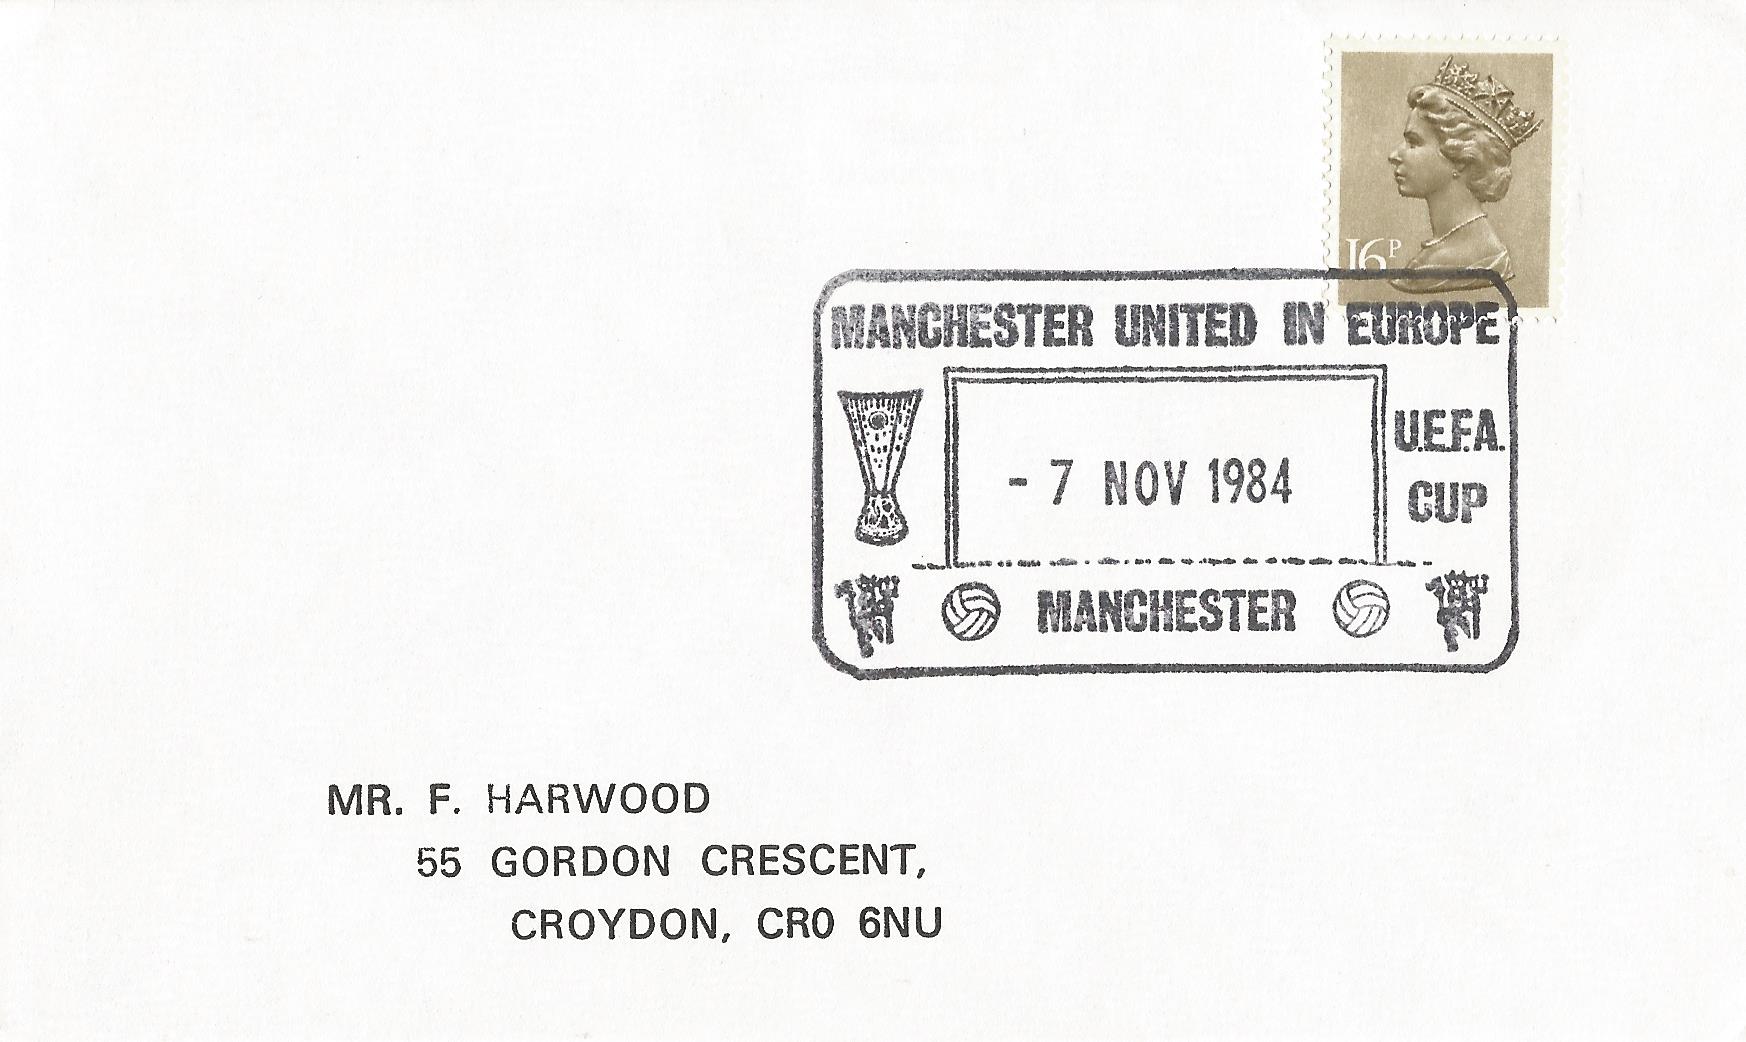 16P
MANCHESTER UNITED IN EUROPE
U.E.F.A.
CUP
- 7 NOV 1984
MANCHESTER
MR. F. HARWOOD
55 GORDON CRESCENT,
CROYDON, CR0 6NU